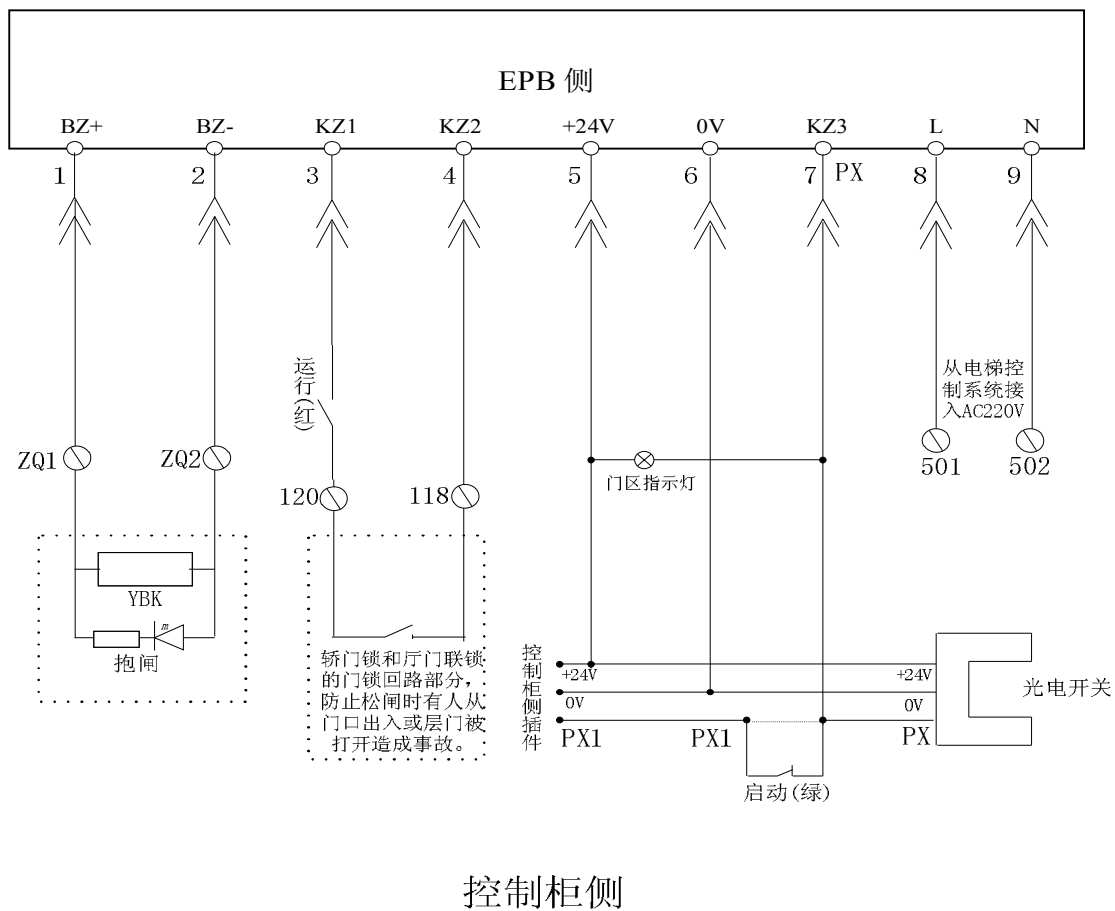 EPB 侧
BZ+ BZ- KZ1 KZ2 +24V 0V KZ3 L N
1 2 3 4 5 6 7 PX 8 9
运行(红)
从电梯控
制系统接
入AC220V
ZQ1 ZQ2
501 502
门区指示灯
120 118
YBK
m
抱闸
轿门锁和厅门联锁
的门锁回路部分,
防止松闸时有人从
门口出入或层门被
打开造成事故。
控制柜侧插件
+24V +24V
0V 0V
PX1 PX1 PX
光电开关
启动(绿)
控制柜侧